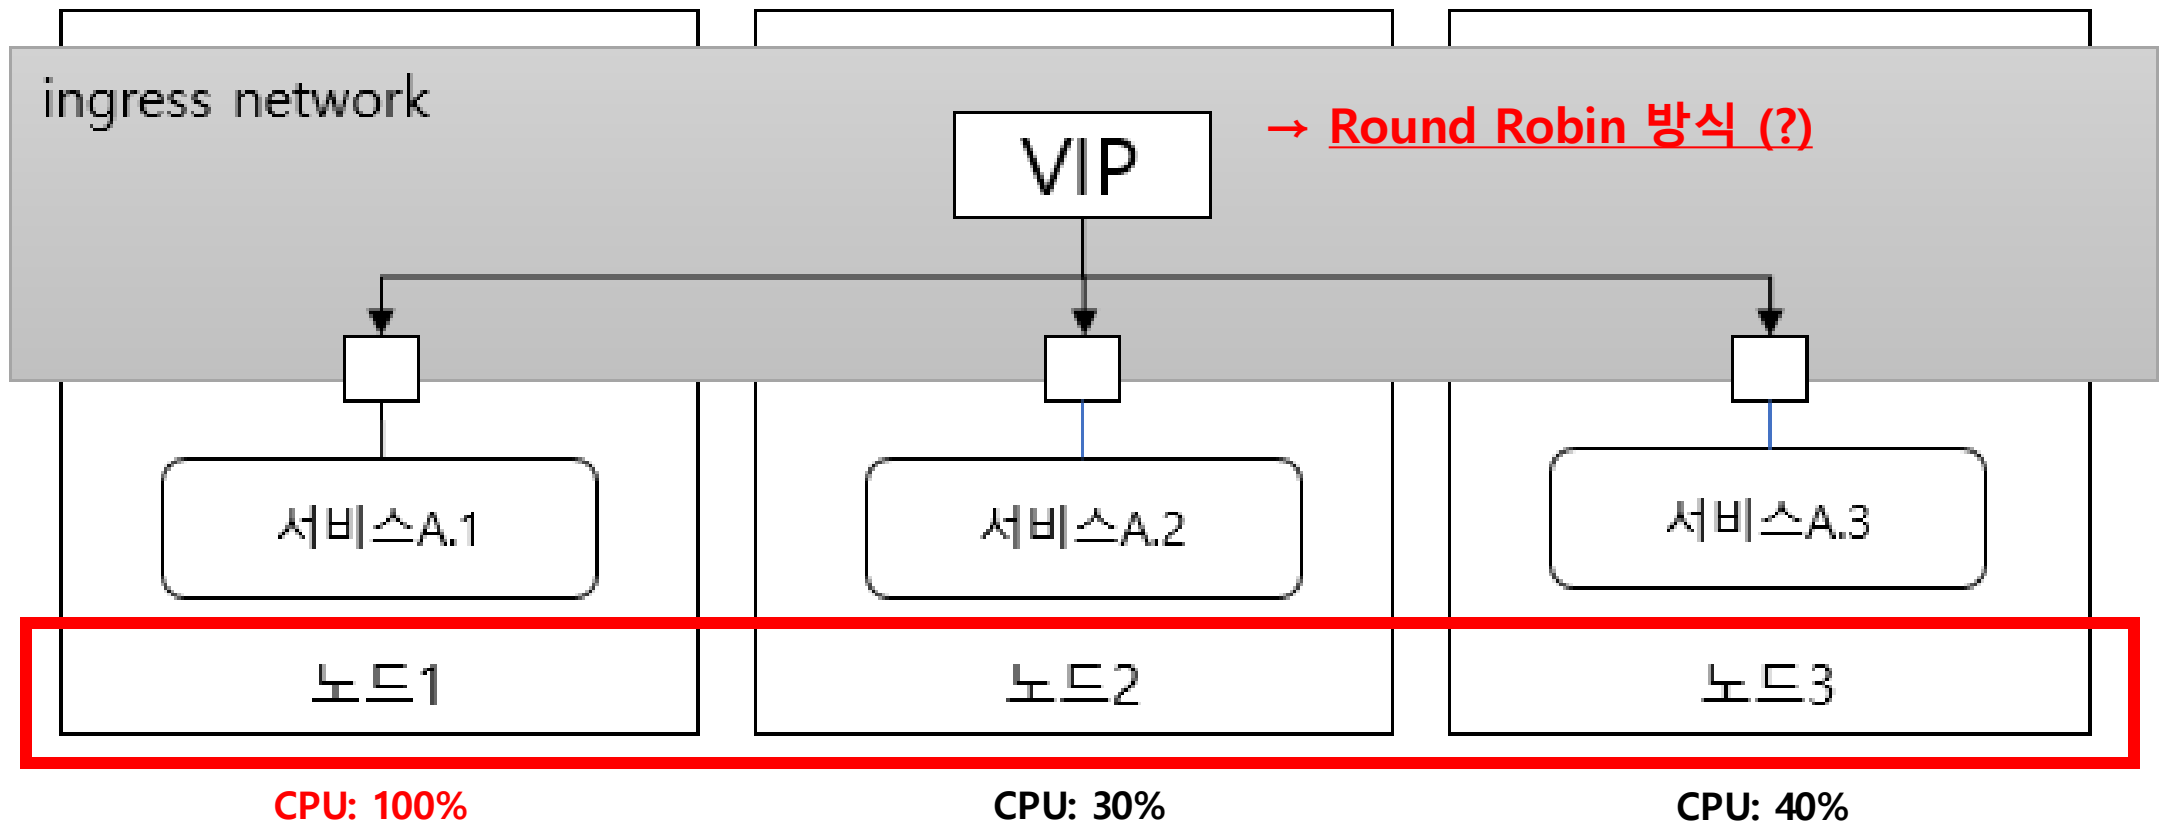 ingress network
VIP
→ Round Robin 방식 (?)
서비스A.1
서비스A.2
서비스A.3
노드1
노드2
노드3
CPU: 100%
CPU: 30%
CPU: 40%